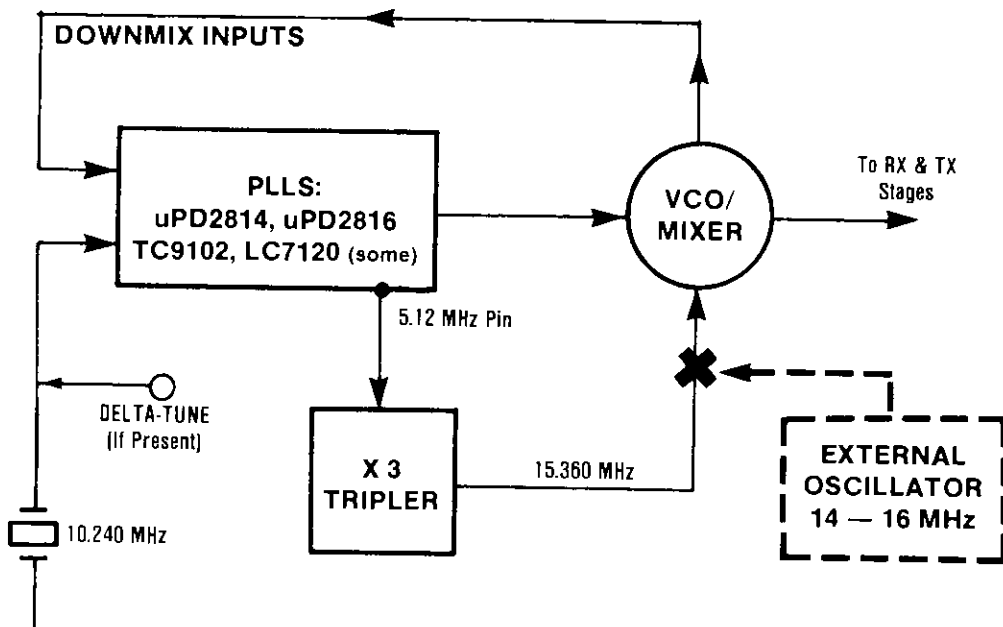 DOWNMIX INPUTS
PLLS:
uPD2814, uPD2816
TC9102, LC7120 (some)
VCO/
MIXER
To RX & TX
Stages
5.12 MHz Pin
DELTA-TUNE
(If Present)
X 3
TRIPLER
15.360 MHz
EXTERNAL
OSCILLATOR
14 — 16 MHz
10.240 MHz